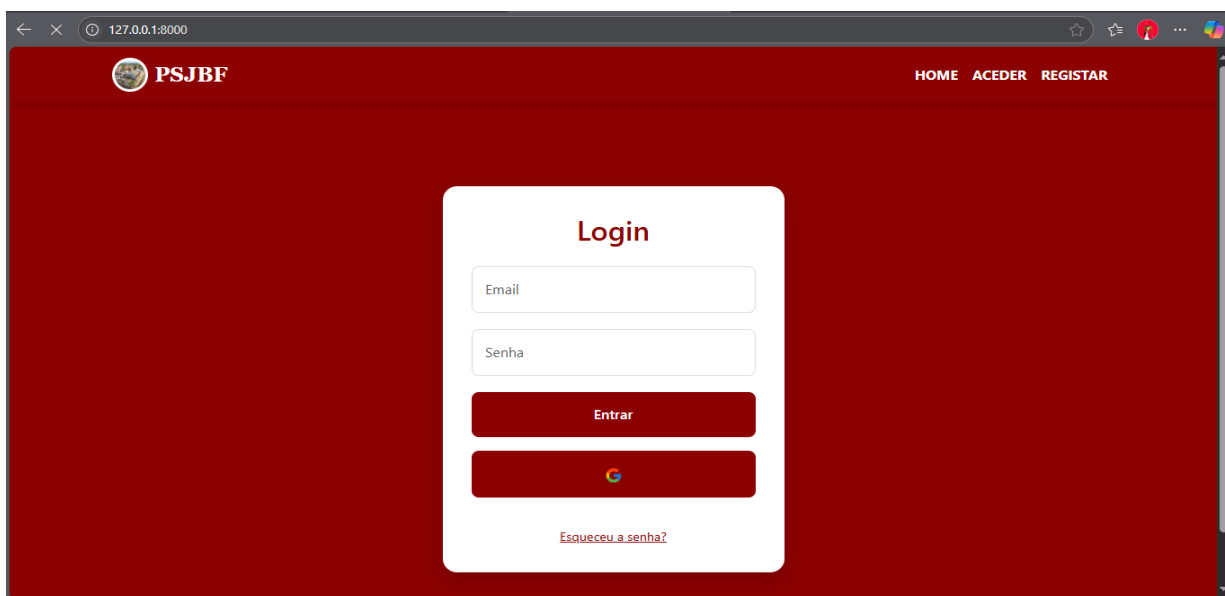 127.0.0.1:8000
PSJBF
HOME ACEDER REGISTAR
Login
Email
Senha
Entrar
Esqueceu a senha?